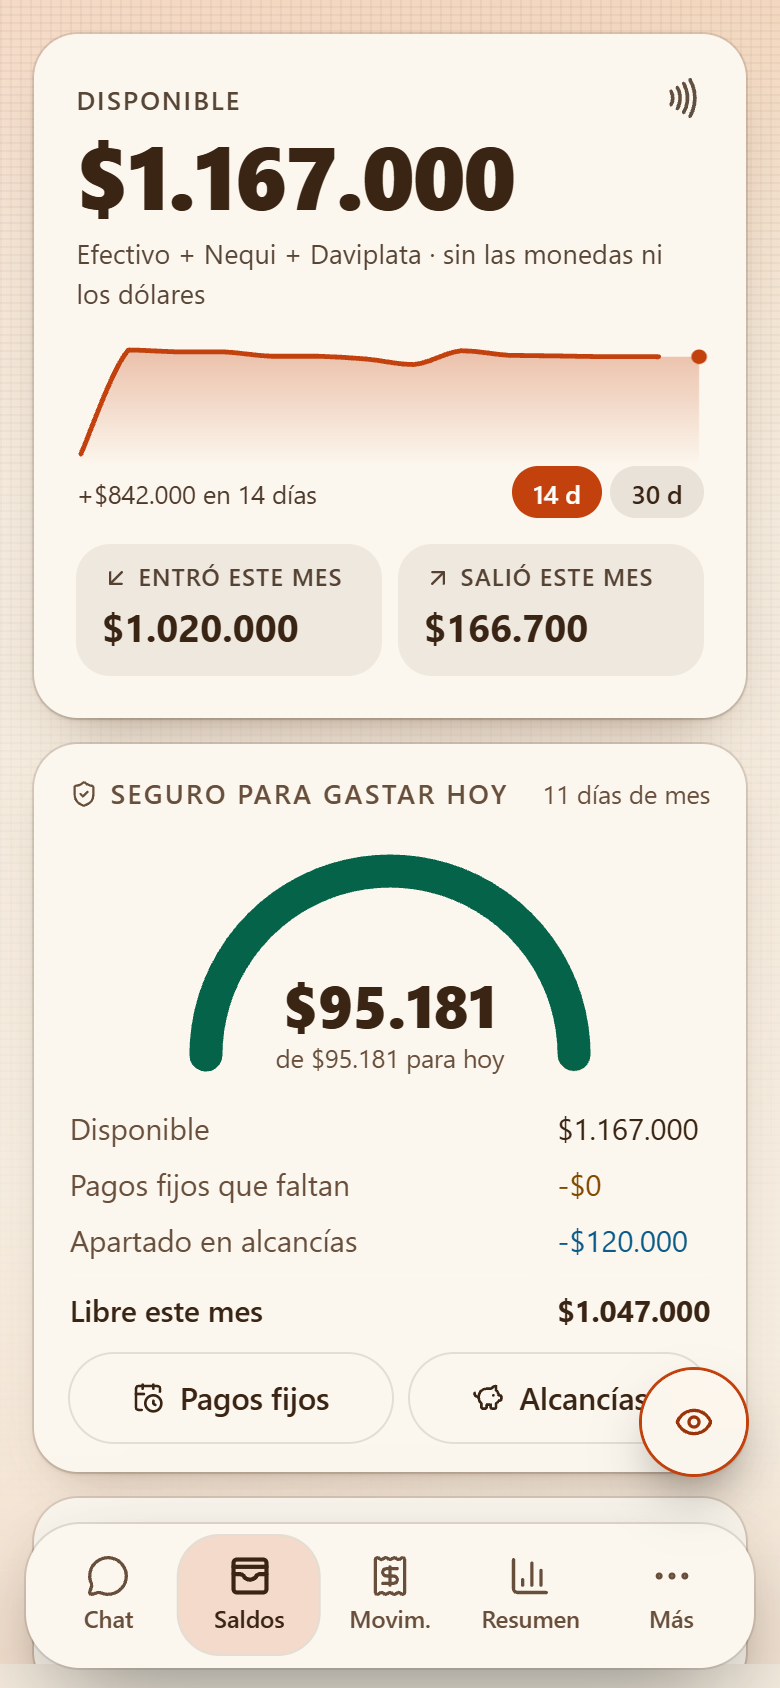 DISPONIBLE
$1.167.000
Efectivo + Nequi + Daviplata · sin las monedas ni
los dólares
+$842.000 en 14 días
14 d
30 d
ENTRÓ ESTE MES
$1.020.000
SALIÓ ESTE MES
$166.700
SEGURO PARA GASTAR HOY
11 días de mes
$95.181
de $95.181 para hoy
Disponible
$1.167.000
Pagos fijos que faltan
-$0
Apartado en alcancías
-$120.000
Libre este mes
$1.047.000
Pagos fijos
Alcancías
Chat
Saldos
Movim.
Resumen
Más